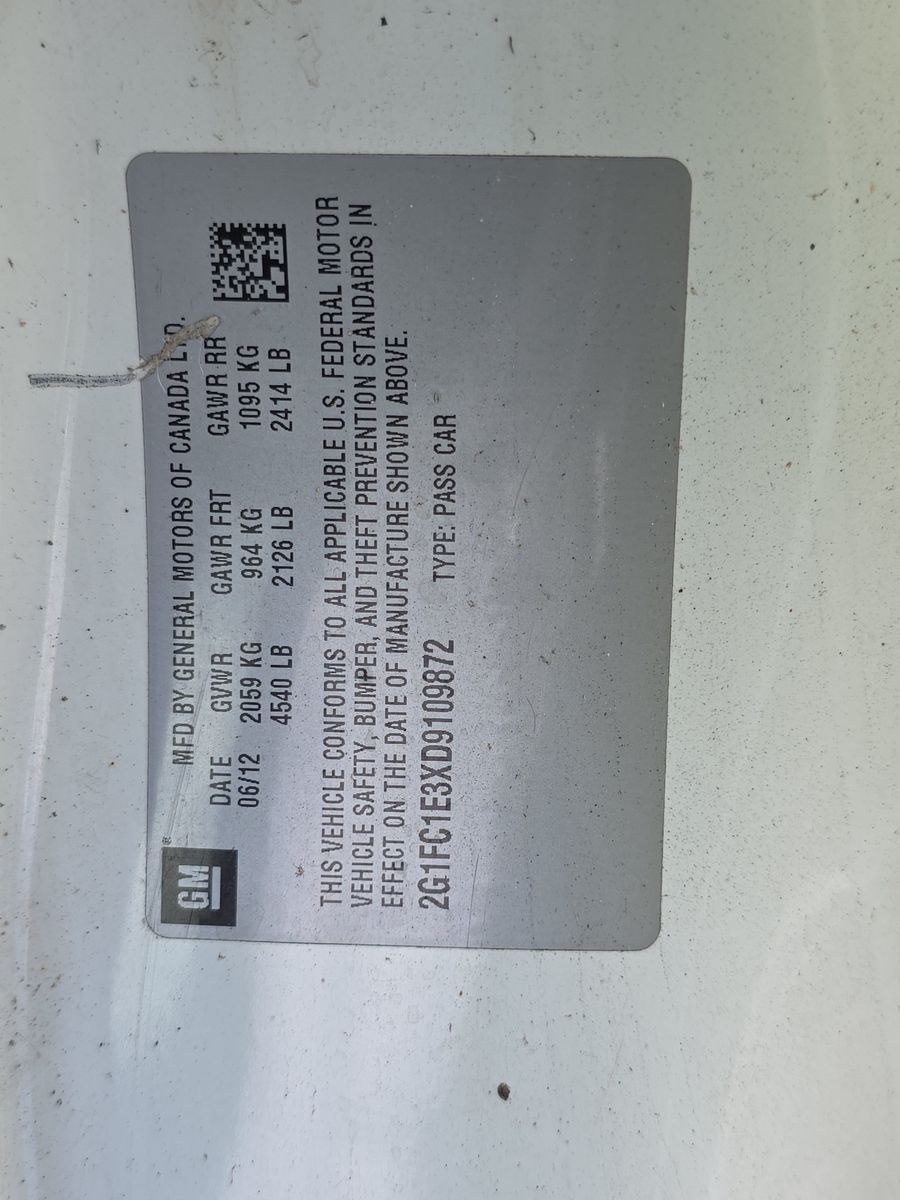 GM ®
MFD BY GENERAL MOTORS OF CANADA LTD.
DATE GVWR GAWR FRT GAWR RR
06/12 2059 KG 964 KG 1095 KG
4540 LB 2126 LB 2414 LB
THIS VEHICLE CONFORMS TO ALL APPLICABLE U.S. FEDERAL MOTOR
VEHICLE SAFETY, BUMPER, AND THEFT PREVENTION STANDARDS IN
EFFECT ON THE DATE OF MANUFACTURE SHOWN ABOVE.
2G1FC1E3XD9109872 TYPE: PASS CAR